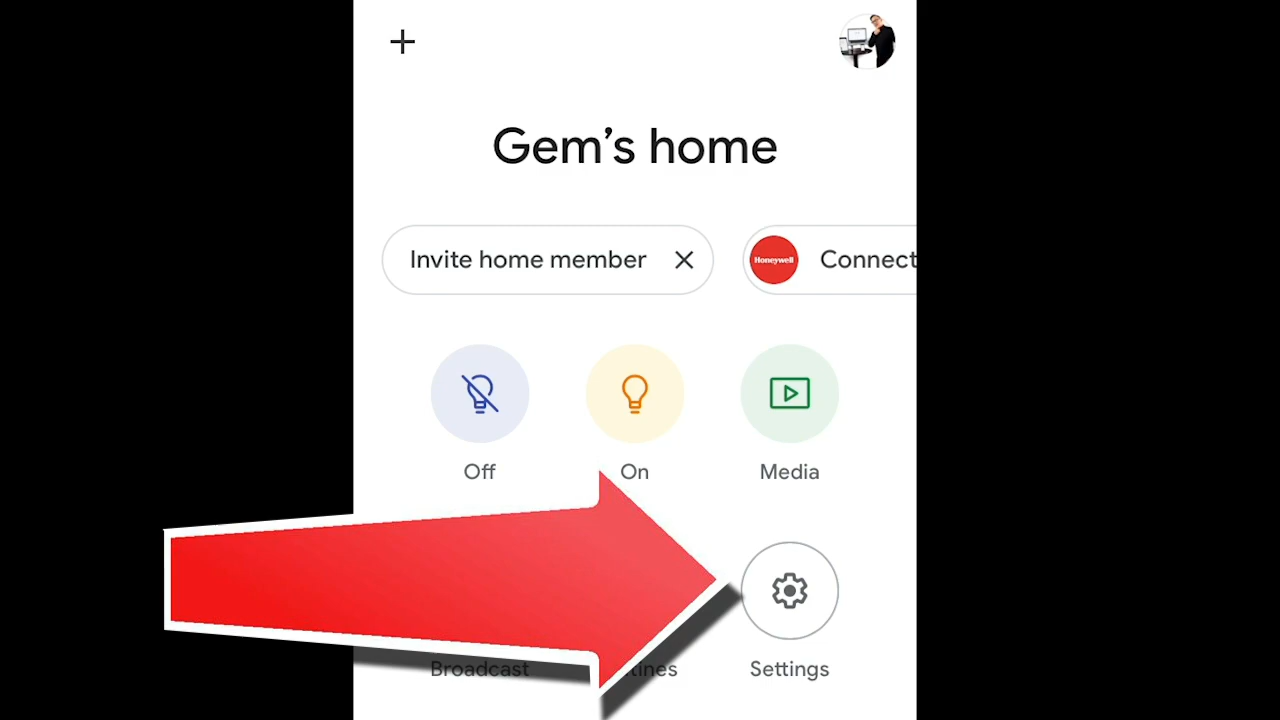 Gem's home
Invite home member
Honeywell
Connect
Off
On
Media
Broadcast
Settings